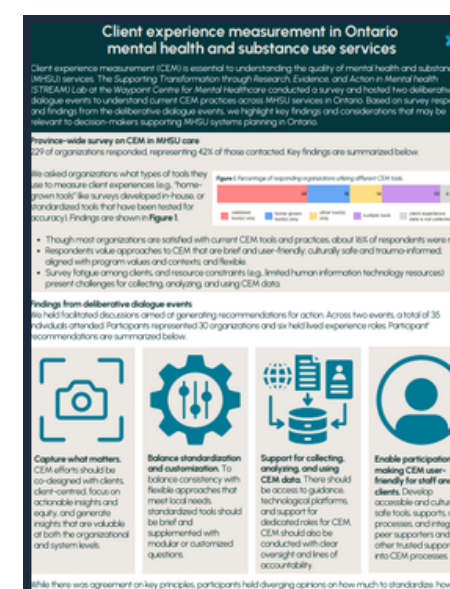 Client experience measurement in Ontario
mental health and substance use services
Client experience measurement (CEM) is essential to understanding the quality of mental health and substan
(MHSU) services. The Supporting Transformation through Research, Evidence, and Action in Mental health
(STREAM) Lab at the Waypoint Centre for Mental Healthcare conducted a survey and hosted two deliberative
dialogue events to understand current CEM practices across MHSU services in Ontario. Based on survey resp
and findings from the deliberative dialogue events, we highlight key findings and considerations that may be
relevant to decision-makers supporting MHSU systems planning in Ontario.
Province-wide survey on CEM in MHSU care
229 of organizations responded, representing 42% of those contacted. Key findings are summarized below.
We asked organizations what types of tools they
use to measure client experiences (e.g., "home-
grown tools" like surveys developed in-house, or
standardized tools that have been tested for
accuracy). Findings are shown in Figure 1.
Figure 1. Percentage of responding organizations utilizing different CEM tools
validated tool(s) only
home-grown tool(s) only
other tool(s) only
multiple tools
client experience data is not collected
• Though most organizations are satisfied with current CEM tools and practices, about 16% of respondents were n
• Respondents value approaches to CEM that are brief and user-friendly; culturally safe and trauma-informed;
aligned with program values and contexts; and flexible.
• Survey fatigue among clients, and resource constraints (e.g., limited human information technology resources)
present challenges for collecting, analyzing, and using CEM data.
Findings from deliberative dialogue events
We held facilitated discussions aimed at generating recommendations for action. Across two events, a total of 35
individuals attended. Participants represented 30 organizations and six held lived experience roles. Participant
recommendations are summarized below.
Capture what matters.
CEM efforts should be
co-designed with clients,
client-centred, focus on
actionable insights and
equity, and generate
insights that are valuable
at both the organizational
and system levels.
Balance standardization
and customization. To
balance consistency with
flexible approaches that
meet local needs,
standardized tools should
be brief and
supplemented with
modular or customized
questions.
Support for collecting,
analyzing, and using
CEM data. There should
be access to guidance,
technological platforms,
and support for
dedicated roles for CEM.
CEM should also be
conducted with clear
oversight and lines of
accountability.
Enable participation
making CEM user-
friendly for staff an
clients. Develop
accessible and cultur
safe tools, supports, a
processes, and integ
peer supporters and
other trusted suppor
into CEM processes.
While there was agreement on key principles, participants held diverging opinions on how much to standardize, how